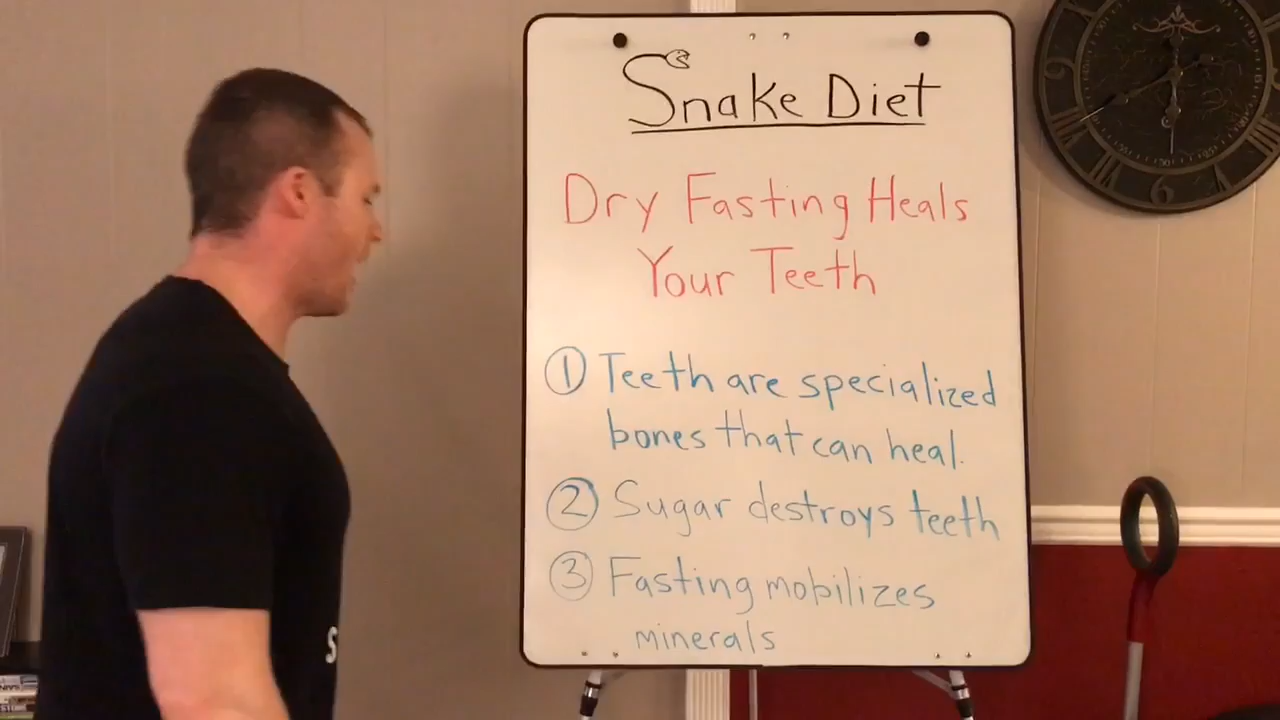 Snake Diet
Dry Fasting Heals
Your Teeth
① Teeth are specialized
bones that can heal.
② Sugar destroys teeth
③ Fasting mobilizes
minerals
S